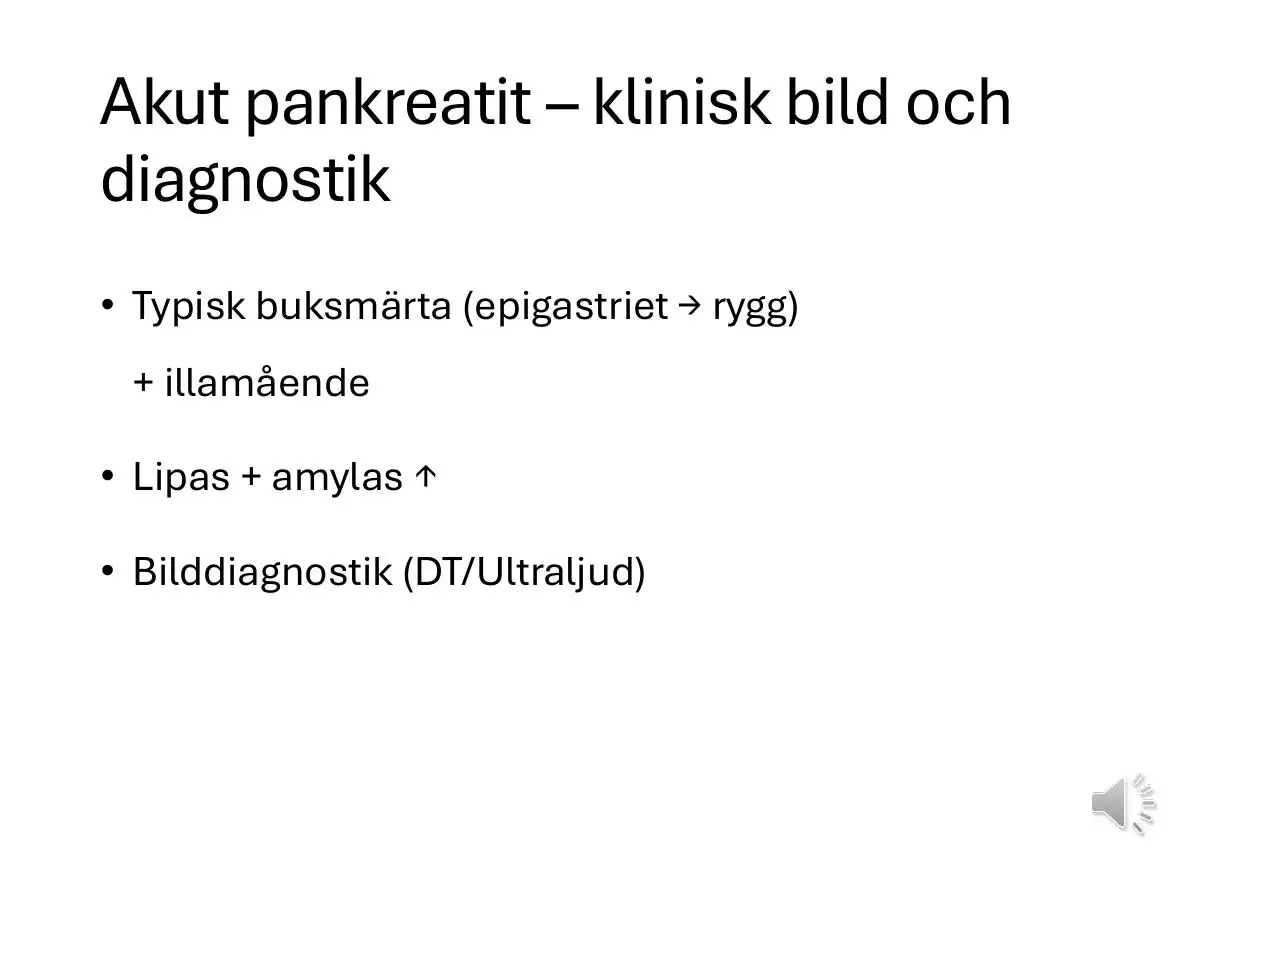 Akut pankreatit – klinisk bild och
diagnostik
• Typisk buksmärta (epigastriet → rygg)
+ illamående
• Lipas + amylas ↑
• Bilddiagnostik (DT/Ultraljud)